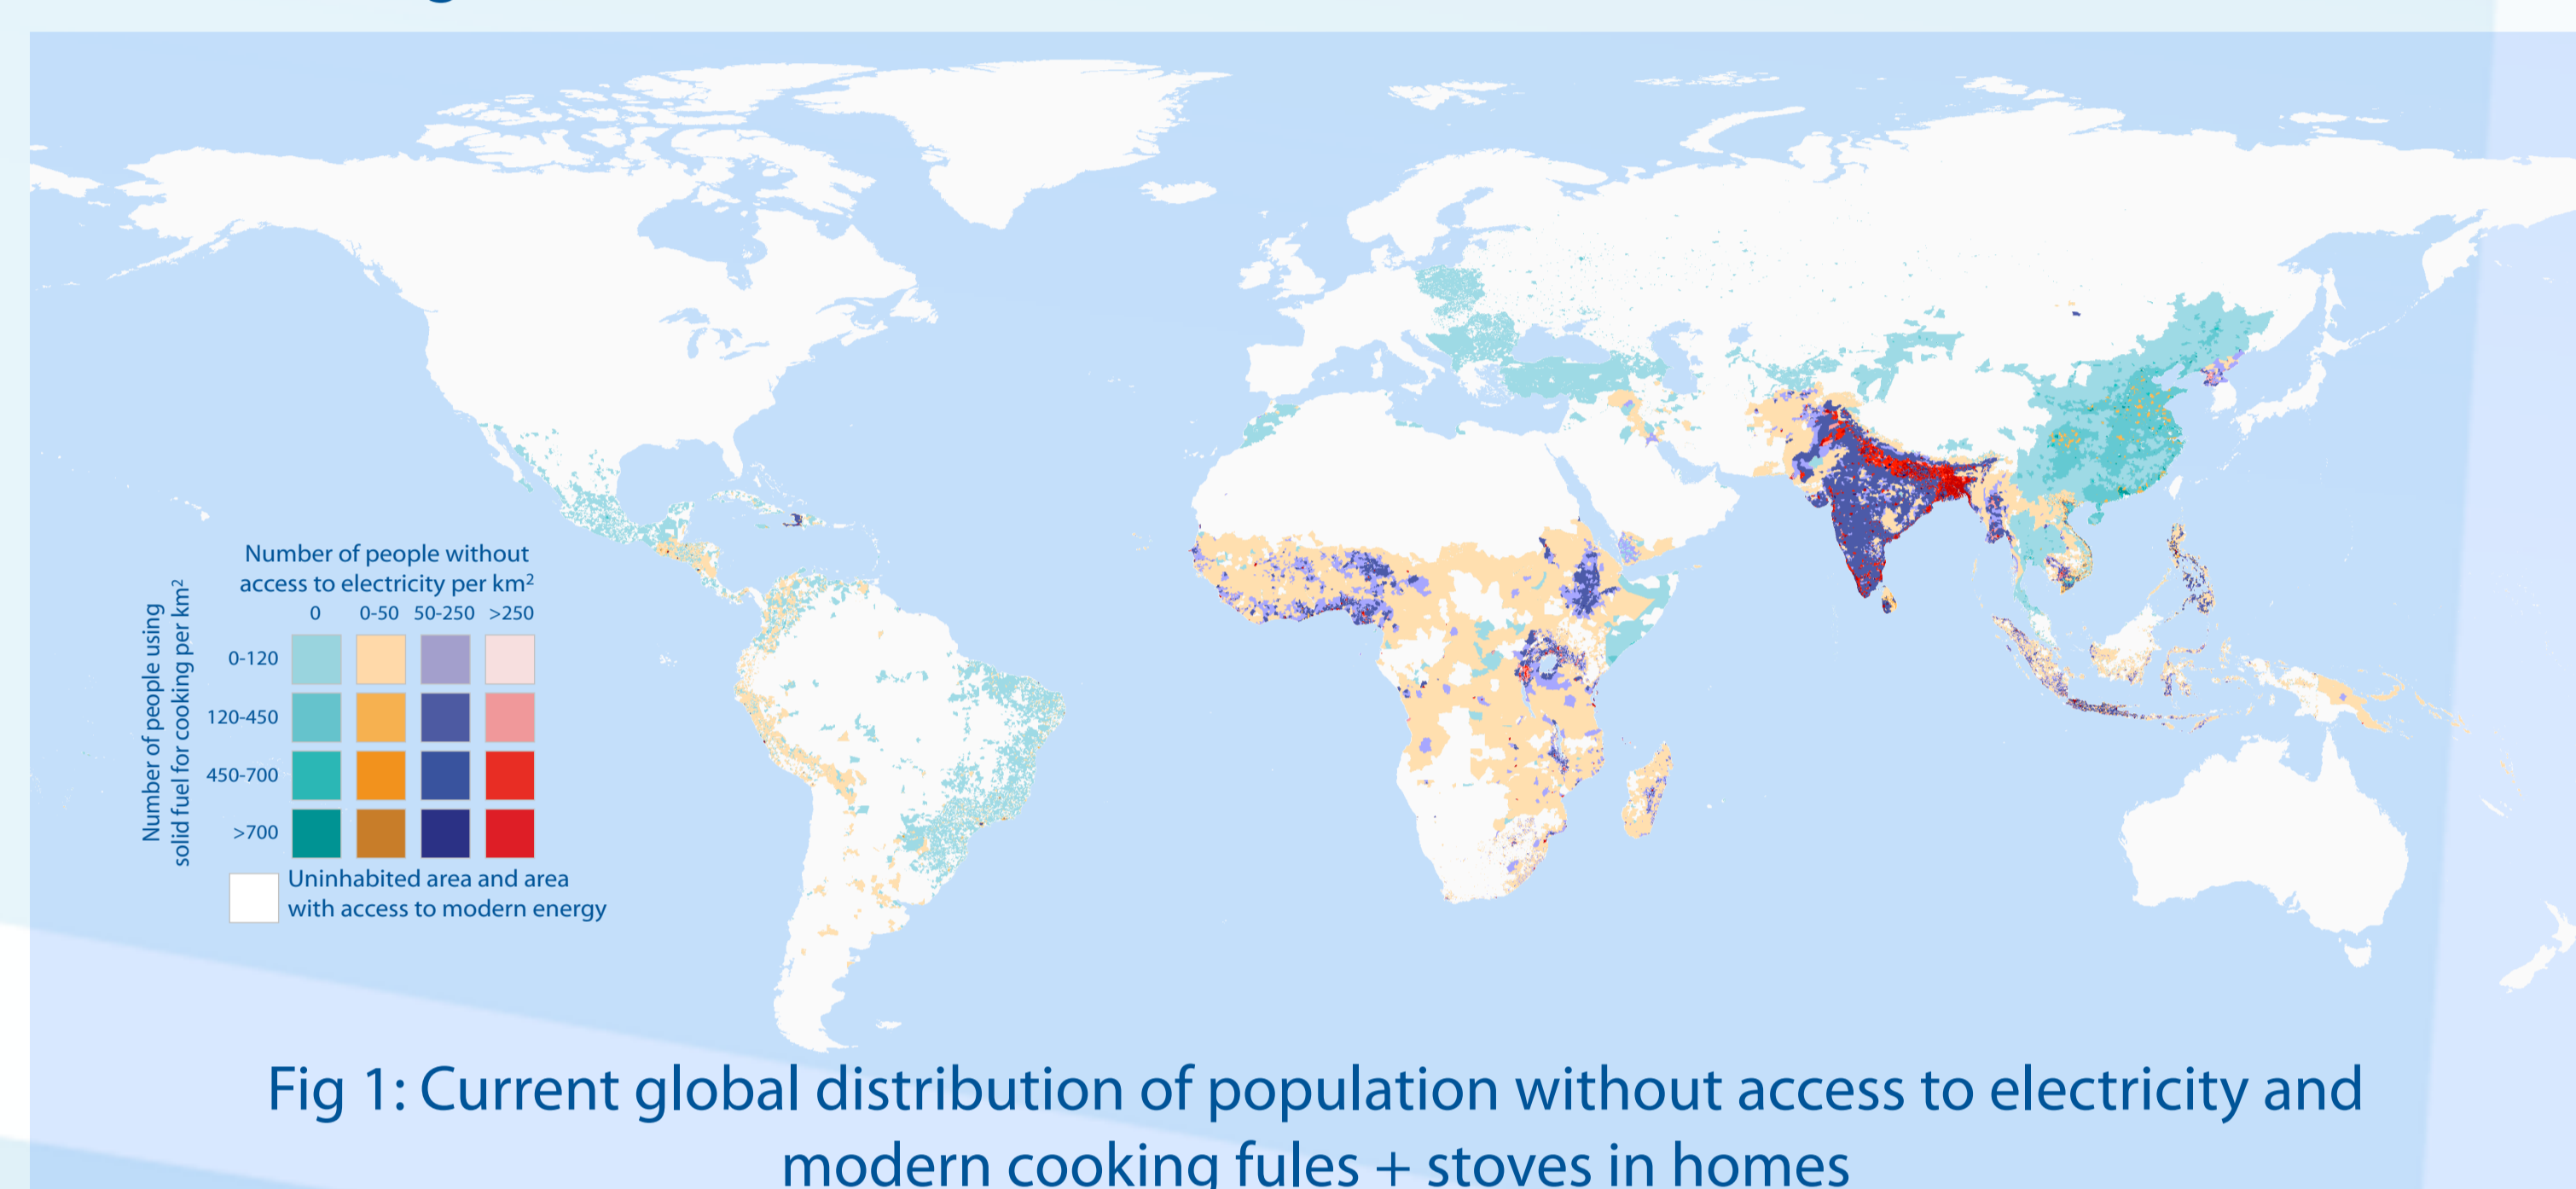 Number of people without
access to electricity per km²
0 0-50 50-250 >250
Number of people using
solid fuel for cooking per km²
0-120
120-450
450-700
>700
Uninhabited area and area
with access to modern energy
Fig 1: Current global distribution of population without access to electricity and
modern cooking fules + stoves in homes